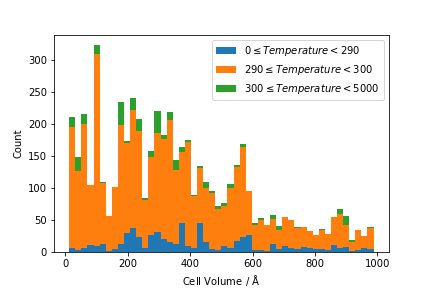 0 ≤ Temperature < 290
290 ≤ Temperature < 300
300 ≤ Temperature < 5000
300
250
200
150
100
50
0
Count
0 200 400 600 800 1000
Cell Volume / Å